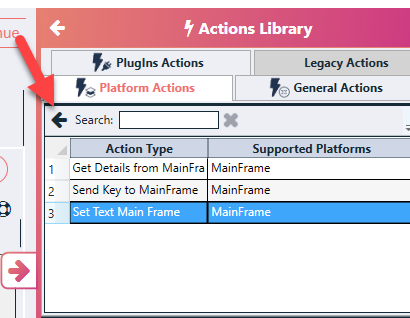 nue
Actions Library
PlugIns Actions
Legacy Actions
Platform Actions
General Actions
Search:
Action Type
Supported Platforms
1 Get Details from MainFra MainFrame
2 Send Key to MainFrame MainFrame
3 Set Text Main Frame MainFrame